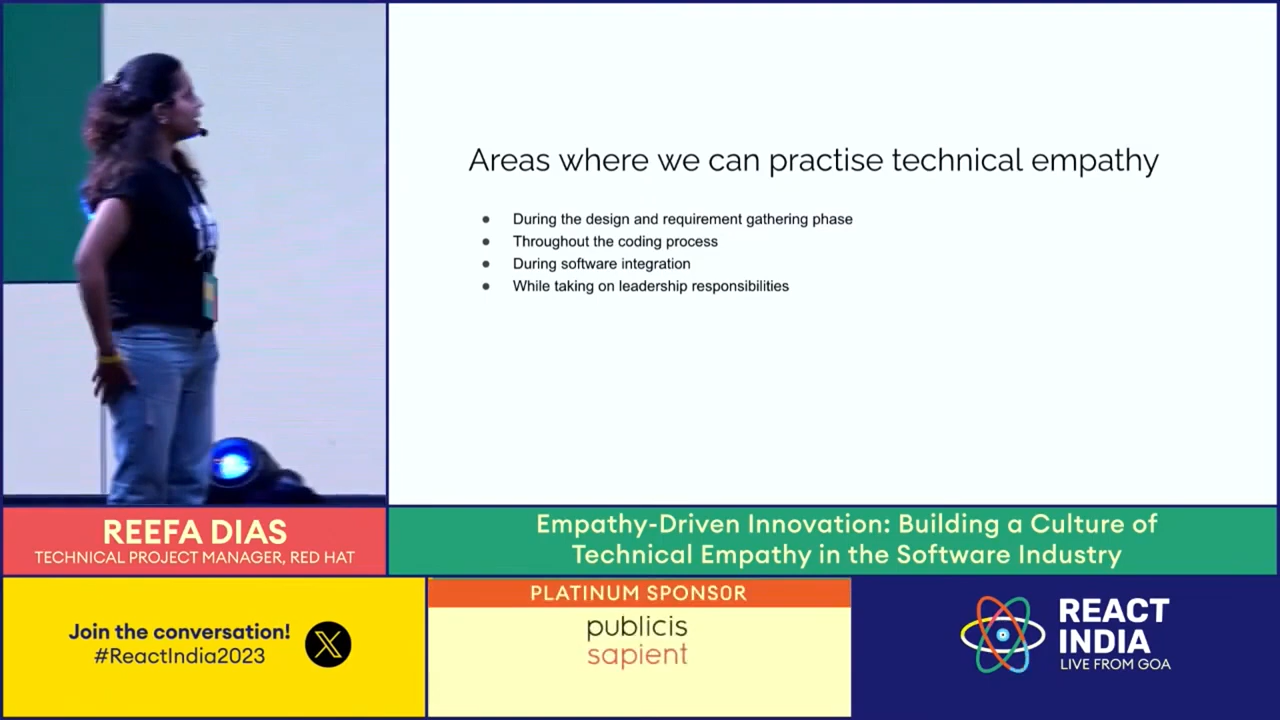 Areas where we can practise technical empathy
During the design and requirement gathering phase
Throughout the coding process
During software integration
While taking on leadership responsibilities
REEFA DIAS
TECHNICAL PROJECT MANAGER, RED HAT
Empathy-Driven Innovation: Building a Culture of
Technical Empathy in the Software Industry
Join the conversation!
#ReactIndia2023
PLATINUM SPONSOR
publicis
sapient
REACT
INDIA
LIVE FROM GOA